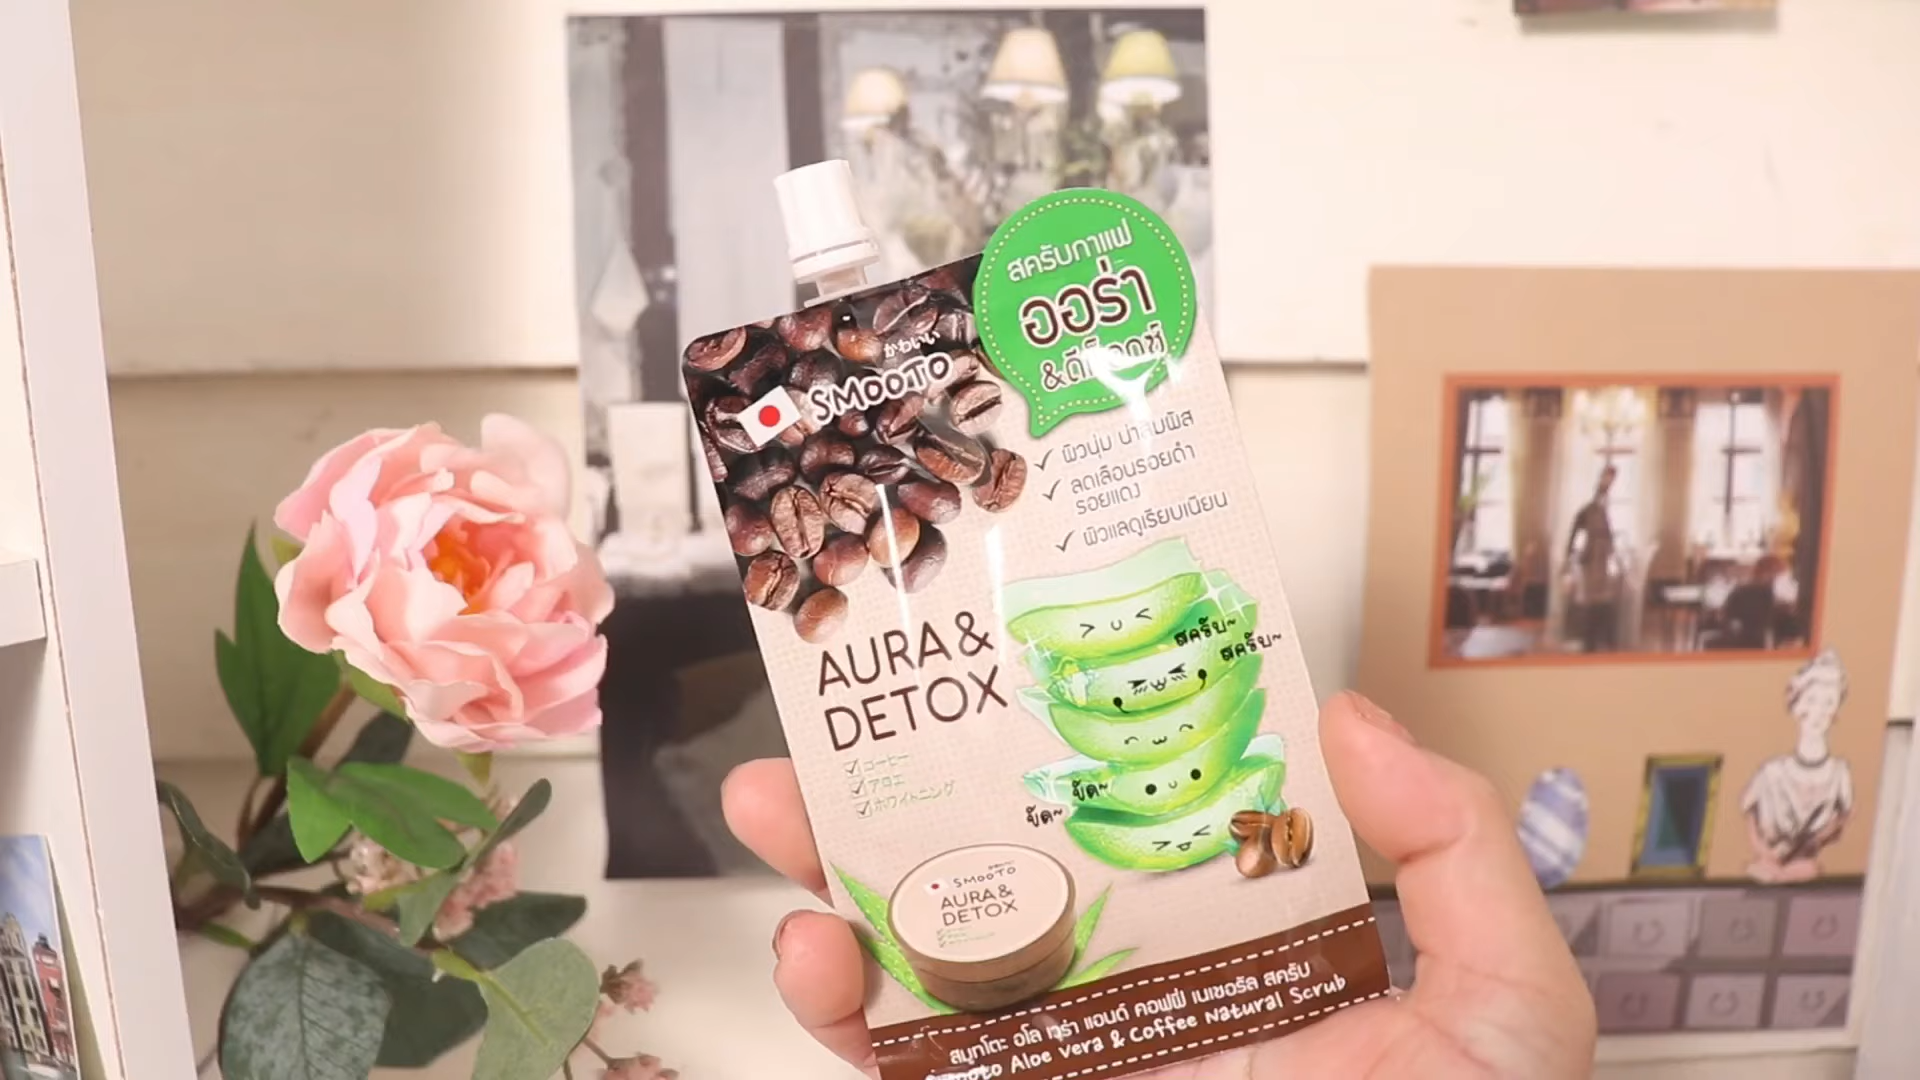 สครับกาแฟ
ออร่า
かわいい
SMOOTO
ผิวนุ่ม น่าสัมผัส
ลดเลือนรอยดำ
รอยแดง
ผิวแลดูเรียบเนียน
AURA &
DETOX
コーヒー
アロエ
ホワイトニング
สครับ~
สครับ~
ขัด~
ขัด~
SMOOTO
AURA &
DETOX
สมูทโตะ อโล เวร่า แอนด์ คอฟฟี่ เนเชอรัล สครับ
Smooto Aloe Vera & Coffee Natural Scrub